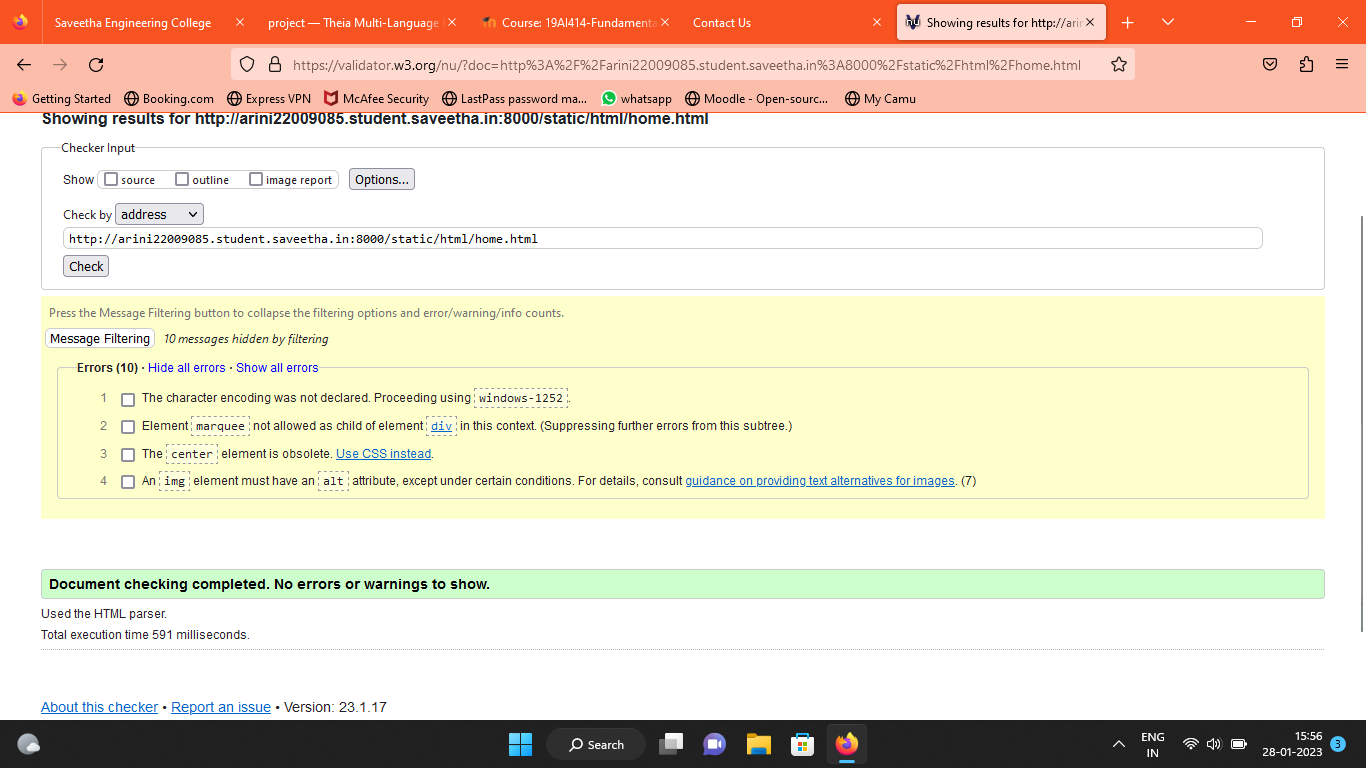 Saveetha Engineering College
project — Theia Multi-Language
Course: 19AI414-Fundamenta
Contact Us
Showing results for http://arin
https://validator.w3.org/nu/?doc=http%3A%2F%2Farini22009085.student.saveetha.in%3A8000%2Fstatic%2Fhtml%2Fhome.html
Getting Started Booking.com Express VPN McAfee Security LastPass password ma... whatsapp Moodle - Open-sourc... My Camu
Showing results for http://arini22009085.student.saveetha.in:8000/static/html/home.html
Checker Input
Show source outline image report Options...
Check by address
http://arini22009085.student.saveetha.in:8000/static/html/home.html
Check
Press the Message Filtering button to collapse the filtering options and error/warning/info counts.
Message Filtering 10 messages hidden by filtering
Errors (10) · Hide all errors · Show all errors
1 The character encoding was not declared. Proceeding using windows-1252.
2 Element marquee not allowed as child of element div in this context. (Suppressing further errors from this subtree.)
3 The center element is obsolete. Use CSS instead.
4 An img element must have an alt attribute, except under certain conditions. For details, consult guidance on providing text alternatives for images. (7)
Document checking completed. No errors or warnings to show.
Used the HTML parser.
Total execution time 591 milliseconds.
About this checker • Report an issue • Version: 23.1.17
Search
ENG
IN
15:56
28-01-2023
3